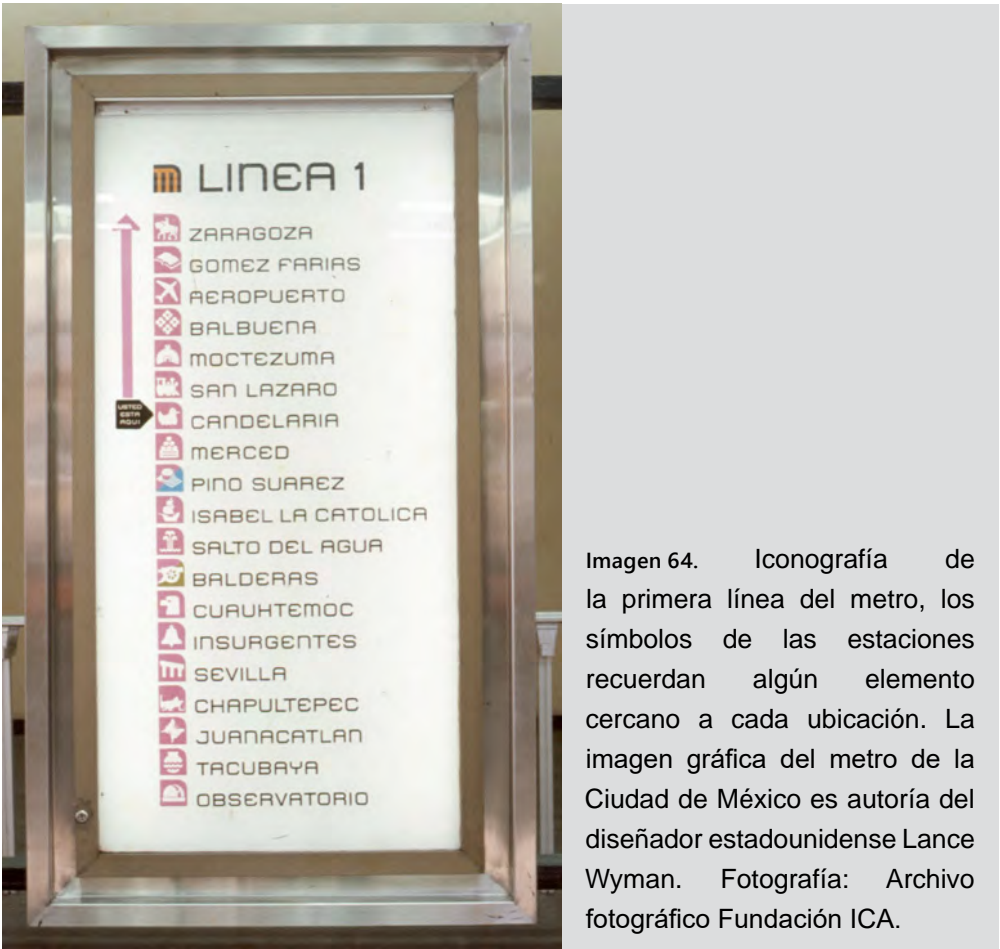 LINEA 1
ZARAGOZA
GOMEZ FARIAS
AEROPUERTO
BALBUENA
MOCTEZUMA
SAN LAZARO
USTED
ESTA
AQUI
CANDELARIA
MERCED
PINO SUAREZ
ISABEL LA CATOLICA
SALTO DEL AGUA
BALDERAS
CUAUHTEMOC
INSURGENTES
SEVILLA
CHAPULTEPEC
JUANACATLAN
TACUBAYA
OBSERVATORIO
Imagen 64. Iconografía de
la primera línea del metro, los
símbolos de las estaciones
recuerdan algún elemento
cercano a cada ubicación. La
imagen gráfica del metro de la
Ciudad de México es autoría del
diseñador estadounidense Lance
Wyman. Fotografía: Archivo
fotográfico Fundación ICA.